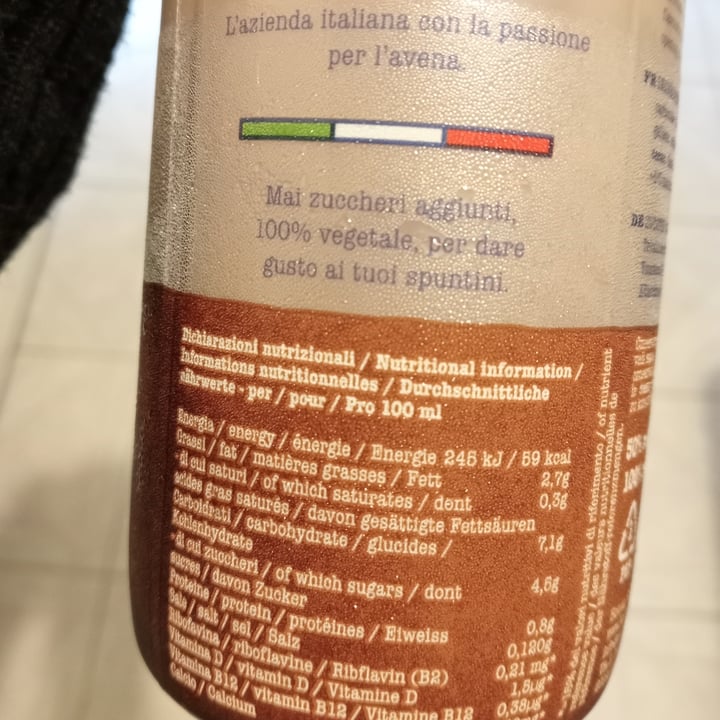 L'azienda italiana con la passione
per l'avena.
Mai zuccheri aggiunti,
100% vegetale, per dare
gusto ai tuoi spuntini.
Dichiarazioni nutrizionali / Nutritional information /
Informations nutritionnelles / Durchschnittliche
nährwerte - per / pour / Pro 100 ml
Energia / energy / énergie / Energie 245 kJ / 59 kcal
Grassi / fat / matières grasses / Fett 2,7g
-di cui saturi / of which saturates / dent 0,3g
acides gras saturés / davon gesättigte Fettsäuren
Carboidrati / carbohydrate / glucides / 7,1g
Kohlenhydrate
-di cui zuccheri / of which sugars / dont 4,6g
sucres / davon Zucker
Proteine / protein / protéines / Eiweiss 0,8g
Sale / salt / sel / Salz 0,120g
Ribofavina / riboflavine / Ribflavin (B2) 0,21 mg*
Vitamina D / vitamin D / Vitamine D 1,5µg*
Vitamina B12 / vitamin B12 / Vitamine B12 0,38µg*
Calcio / Calcium